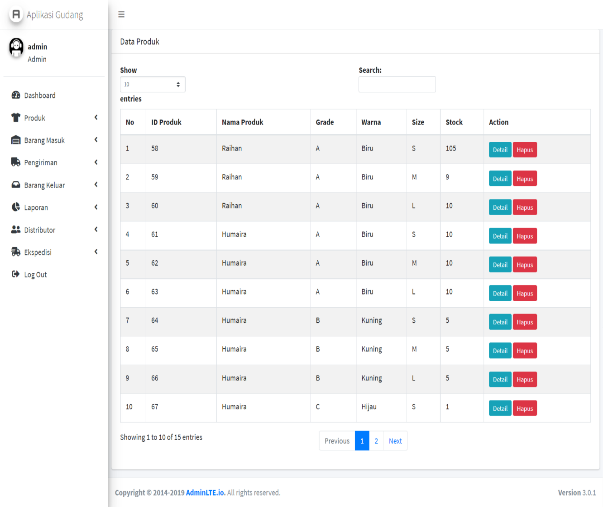 Aplikasi Gudang
admin
Admin
Dashboard
Produk
Barang Masuk
Pengiriman
Barang Keluar
Laporan
Distributor
Ekspedisi
Log Out
Data Produk
Show
10
entries
Search:
No ID Produk Nama Produk Grade Warna Size Stock Action
1 58 Raihan A Biru S 105 Detail Hapus
2 59 Raihan A Biru M 9 Detail Hapus
3 60 Raihan A Biru L 10 Detail Hapus
4 61 Humaira A Biru S 10 Detail Hapus
5 62 Humaira A Biru M 10 Detail Hapus
6 63 Humaira A Biru L 10 Detail Hapus
7 64 Humaira B Kuning S 5 Detail Hapus
8 65 Humaira B Kuning M 5 Detail Hapus
9 66 Humaira B Kuning L 5 Detail Hapus
10 67 Humaira C Hijau S 1 Detail Hapus
Showing 1 to 10 of 15 entries
Previous 1 2 Next
Copyright © 2014-2019 AdminLTE.io. All rights reserved.
Version 3.0.1